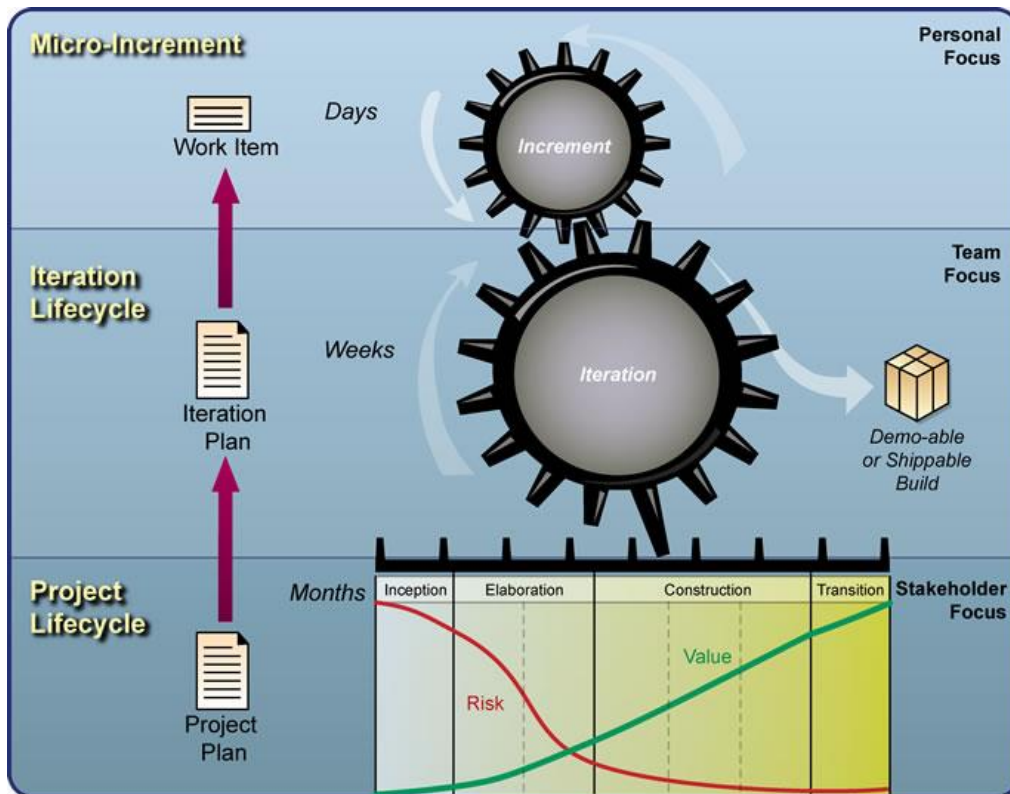 Micro-Increment
Personal
Focus
Days
Work Item
Increment
Iteration
Lifecycle
Team
Focus
Weeks
Iteration
Iteration
Plan
Demo-able
or Shippable
Build
Project
Lifecycle
Months
Inception
Elaboration
Construction
Transition
Stakeholder
Focus
Value
Risk
Project
Plan